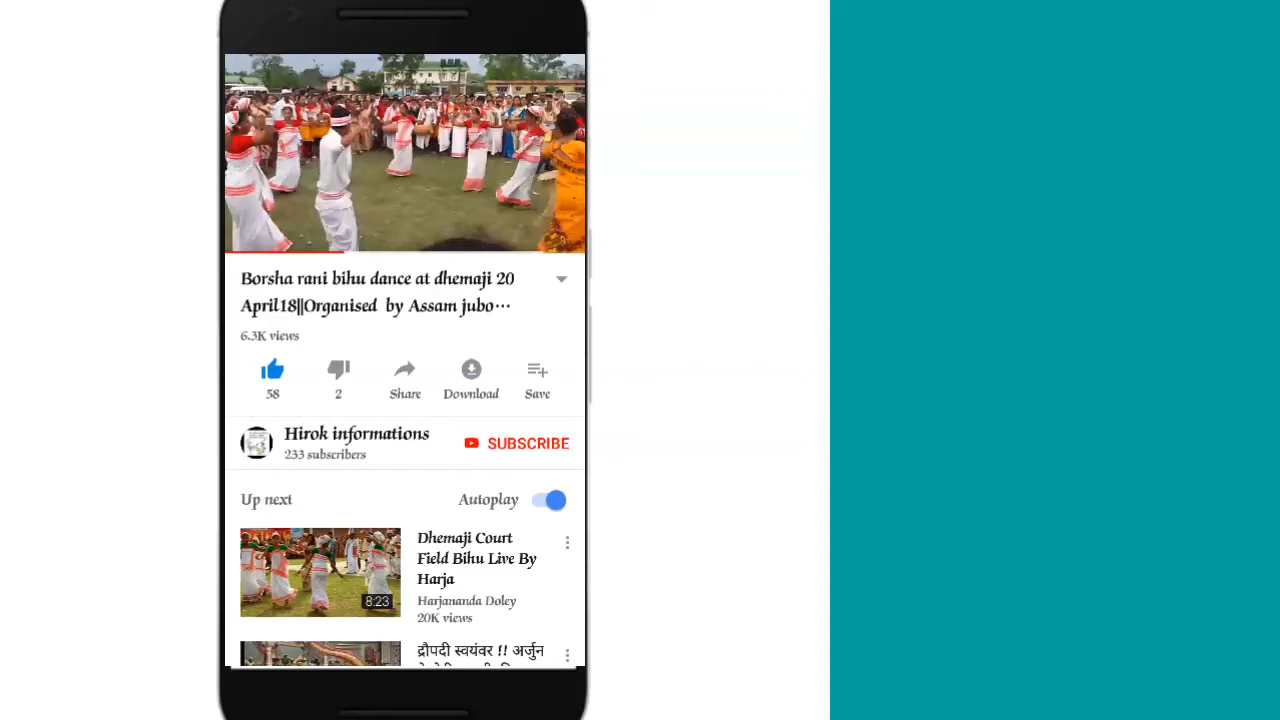 Borsha rani bihu dance at dhemaji 20
April18||Organised by Assam jubo...
6.3K views
58
2
Share
Download
Save
Hirok informations
233 subscribers
SUBSCRIBE
Up next
Autoplay
8:23
Dhemaji Court
Field Bihu Live By
Harja
Harjananda Doley
20K views
द्रौपदी स्वयंवर !! अर्जुन